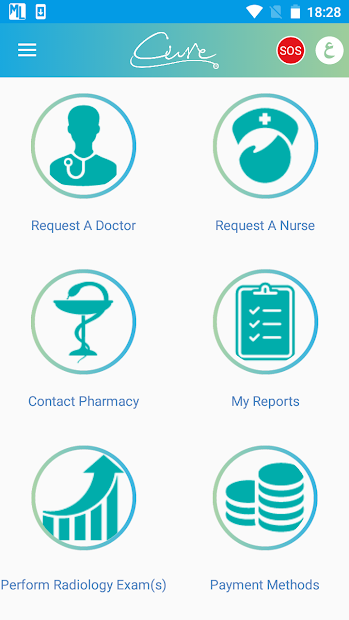 ML
18:28
Cure
SOS
ع
Request A Doctor
Request A Nurse
Contact Pharmacy
My Reports
Perform Radiology Exam(s)
Payment Methods